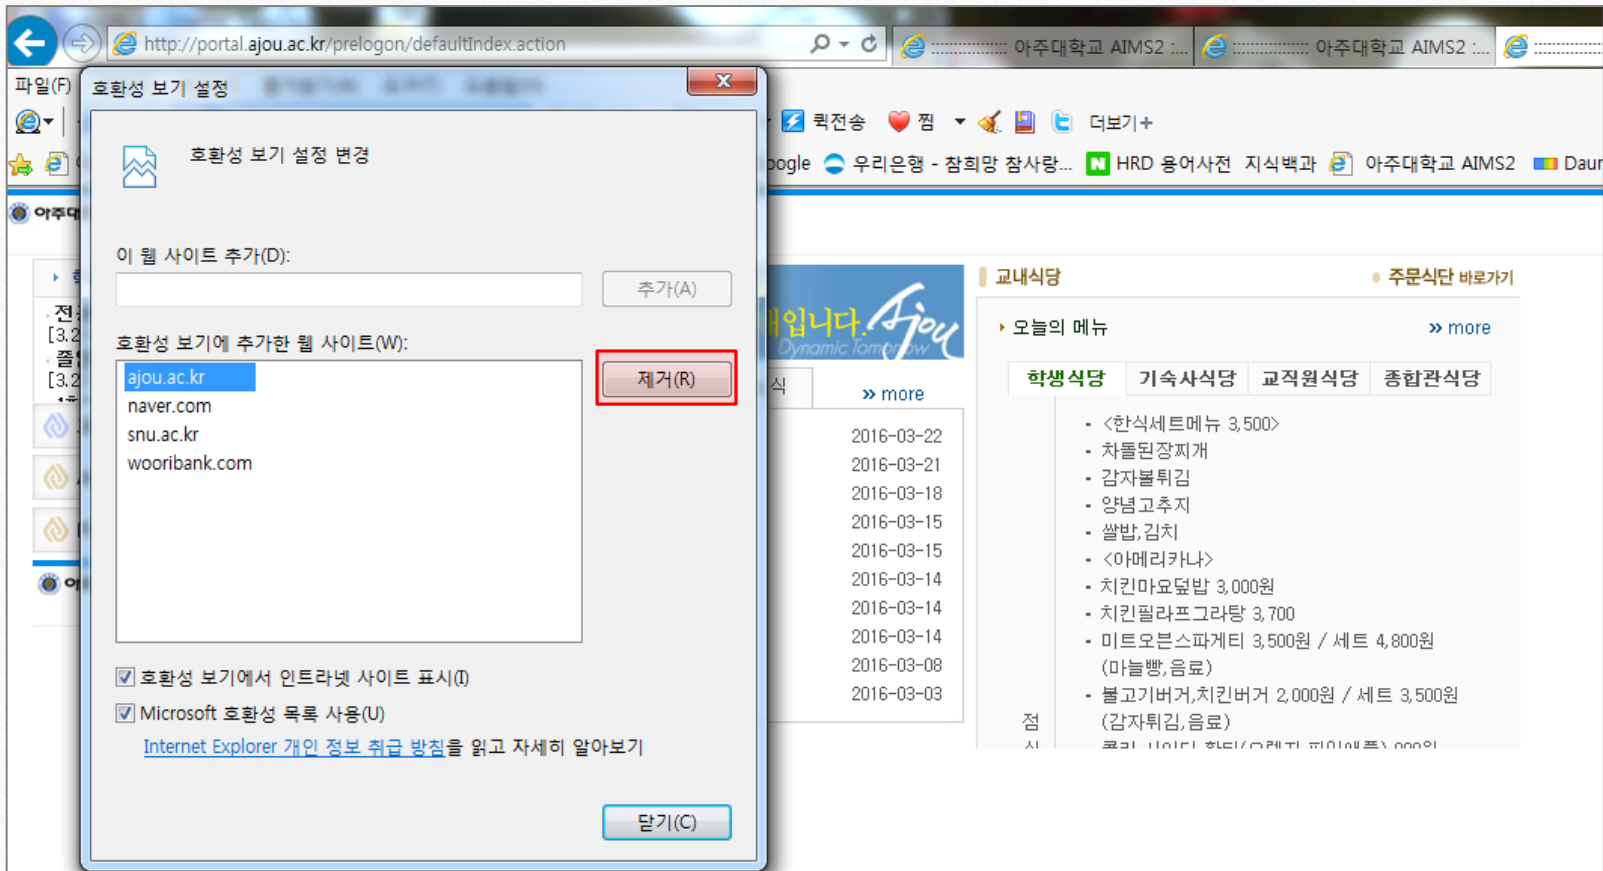 http://portal.ajou.ac.kr/prelogon/defaultIndex.action
아주대학교 AIMS2 :...
아주대학교 AIMS2 :...
파일(F)
호환성 보기 설정
퀵전송 찜 더보기+
호환성 보기 설정 변경
우리은행 - 참희망 참사랑... HRD 용어사전 지식백과 아주대학교 AIMS2
이 웹 사이트 추가(D):
추가(A)
호환성 보기에 추가한 웹 사이트(W):
ajou.ac.kr
naver.com
snu.ac.kr
wooribank.com
제거(R)
호환성 보기에서 인트라넷 사이트 표시(I)
Microsoft 호환성 목록 사용(U)
Internet Explorer 개인 정보 취급 방침을 읽고 자세히 알아보기
닫기(C)
입니다. Ajou
Dynamic Tomorrow
» more
2016-03-22
2016-03-21
2016-03-18
2016-03-15
2016-03-15
2016-03-14
2016-03-14
2016-03-14
2016-03-08
2016-03-03
교내식당
주문식단 바로가기
오늘의 메뉴
» more
학생식당 기숙사식당 교직원식당 종합관식당
- <한식세트메뉴 3,500>
- 차돌된장찌개
- 감자볼튀김
- 양념고추지
- 쌀밥,김치
- <아메리카나>
- 치킨마요덮밥 3,000원
- 치킨필라프그라탕 3,700
- 미트오븐스파게티 3,500원 / 세트 4,800원
(마늘빵,음료)
- 불고기버거,치킨버거 2,000원 / 세트 3,500원
점 (감자튀김,음료)